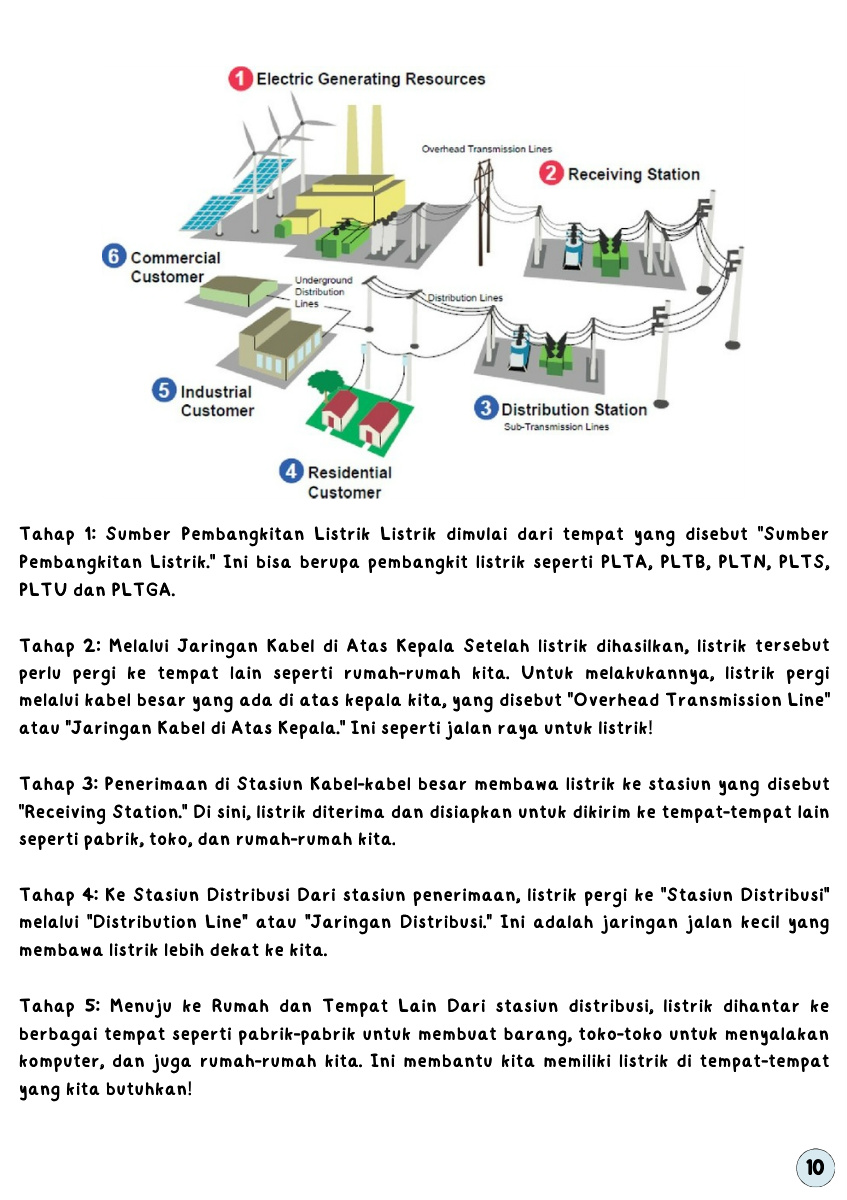 1 Electric Generating Resources
Overhead Transmission Lines
2 Receiving Station
6 Commercial
Customer
Underground
Distribution
Lines
Distribution Lines
5 Industrial
Customer
3 Distribution Station
Sub-Transmission Lines
4 Residential
Customer
Tahap 1: Sumber Pembangkitan Listrik Listrik dimulai dari tempat yang disebut "Sumber
Pembangkitan Listrik." Ini bisa berupa pembangkit listrik seperti PLTA, PLTB, PLTN, PLTS,
PLTU dan PLTGA.
Tahap 2: Melalui Jaringan Kabel di Atas Kepala Setelah listrik dihasilkan, listrik tersebut
perlu pergi ke tempat lain seperti rumah-rumah kita. Untuk melakukannya, listrik pergi
melalui kabel besar yang ada di atas kepala kita, yang disebut "Overhead Transmission Line"
atau "Jaringan Kabel di Atas Kepala." Ini seperti jalan raya untuk listrik!
Tahap 3: Penerimaan di Stasiun Kabel-kabel besar membawa listrik ke stasiun yang disebut
"Receiving Station." Di sini, listrik diterima dan disiapkan untuk dikirim ke tempat-tempat lain
seperti pabrik, toko, dan rumah-rumah kita.
Tahap 4: Ke Stasiun Distribusi Dari stasiun penerimaan, listrik pergi ke "Stasiun Distribusi"
melalui "Distribution Line" atau "Jaringan Distribusi." Ini adalah jaringan jalan kecil yang
membawa listrik lebih dekat ke kita.
Tahap 5: Menuju ke Rumah dan Tempat Lain Dari stasiun distribusi, listrik dihantar ke
berbagai tempat seperti pabrik-pabrik untuk membuat barang, toko-toko untuk menyalakan
komputer, dan juga rumah-rumah kita. Ini membantu kita memiliki listrik di tempat-tempat
yang kita butuhkan!
10